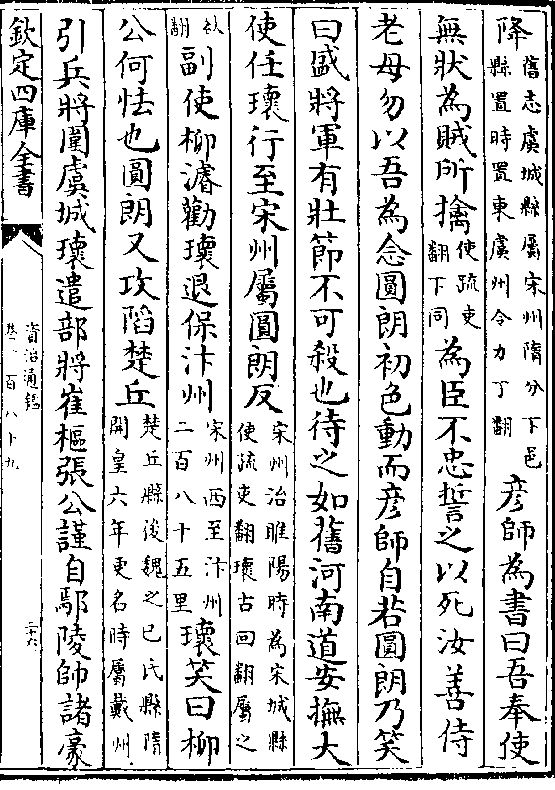 降舊志虞城縣屬宋州隋分下邑
縣置時置東虞州令力丁翻彦師為書曰吾奉使
無狀為賊所擒使疏吏
翻下同為臣不忠誓之以死汝善侍
老母勿以吾為念圓朗初色動而彦師自若圓朗乃笑
曰盛將軍有壯節不可殺也待之如舊河南道安撫大
使任瓌行至宋州屬圓朗反宋州治睢陽時為宋城縣
使疏吏翻瓌古回翻屬之
欲
翻副使柳濬勸瓌退保汴州宋州西至汴州
二百八十五里瓌笑曰柳
公何怯也圓朗又攻陷楚丘楚丘縣後魏之巳氏縣隋
開皇六年更名時屬戴州
引兵將圍虞城瓌遣部將崔樞張公謹自鄢陵帥諸豪
欽定四庫全書
資治通鑑
卷一百八十九
三十六